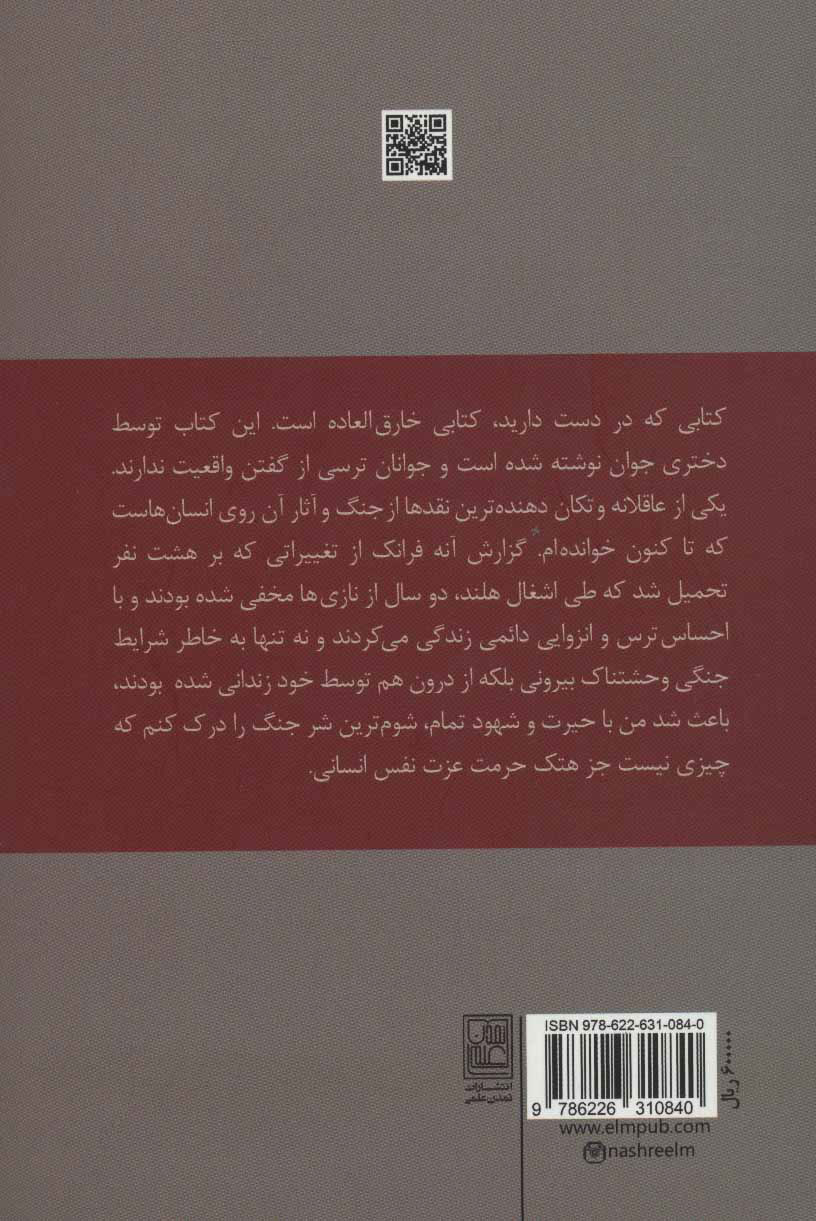 کتابی که در دست دارید، کتابی خارق‌العاده است. این کتاب توسط
دختری جوان نوشته شده است و جوانان ترسی از گفتن واقعیت ندارند.
یکی از عاقلانه و تکان دهنده‌ترین نقدها از جنگ و آثار آن روی انسان‌هاست
که تا کنون خوانده‌ام. گزارش آنه فرانک از تغییراتی که بر هشت نفر
تحمیل شد که طی اشغال هلند، دو سال از نازی‌ها مخفی شده بودند و با
احساس ترس و انزوایی دائمی زندگی می‌کردند و نه تنها به خاطر شرایط
جنگی وحشتناک بیرونی بلکه از درون هم توسط خود زندانی شده بودند،
باعث شد من با حیرت و شهود تمام، شوم‌ترین شر جنگ را درک کنم که
چیزی نیست جز هتک حرمت عزت نفس انسانی.
ISBN 978-622-631-084-0
9 786226 310840
۶۰۰۰۰۰ ریال
www.elmpub.com
nashreelm
تمدن علمی
انتشارات
تمدن علمی